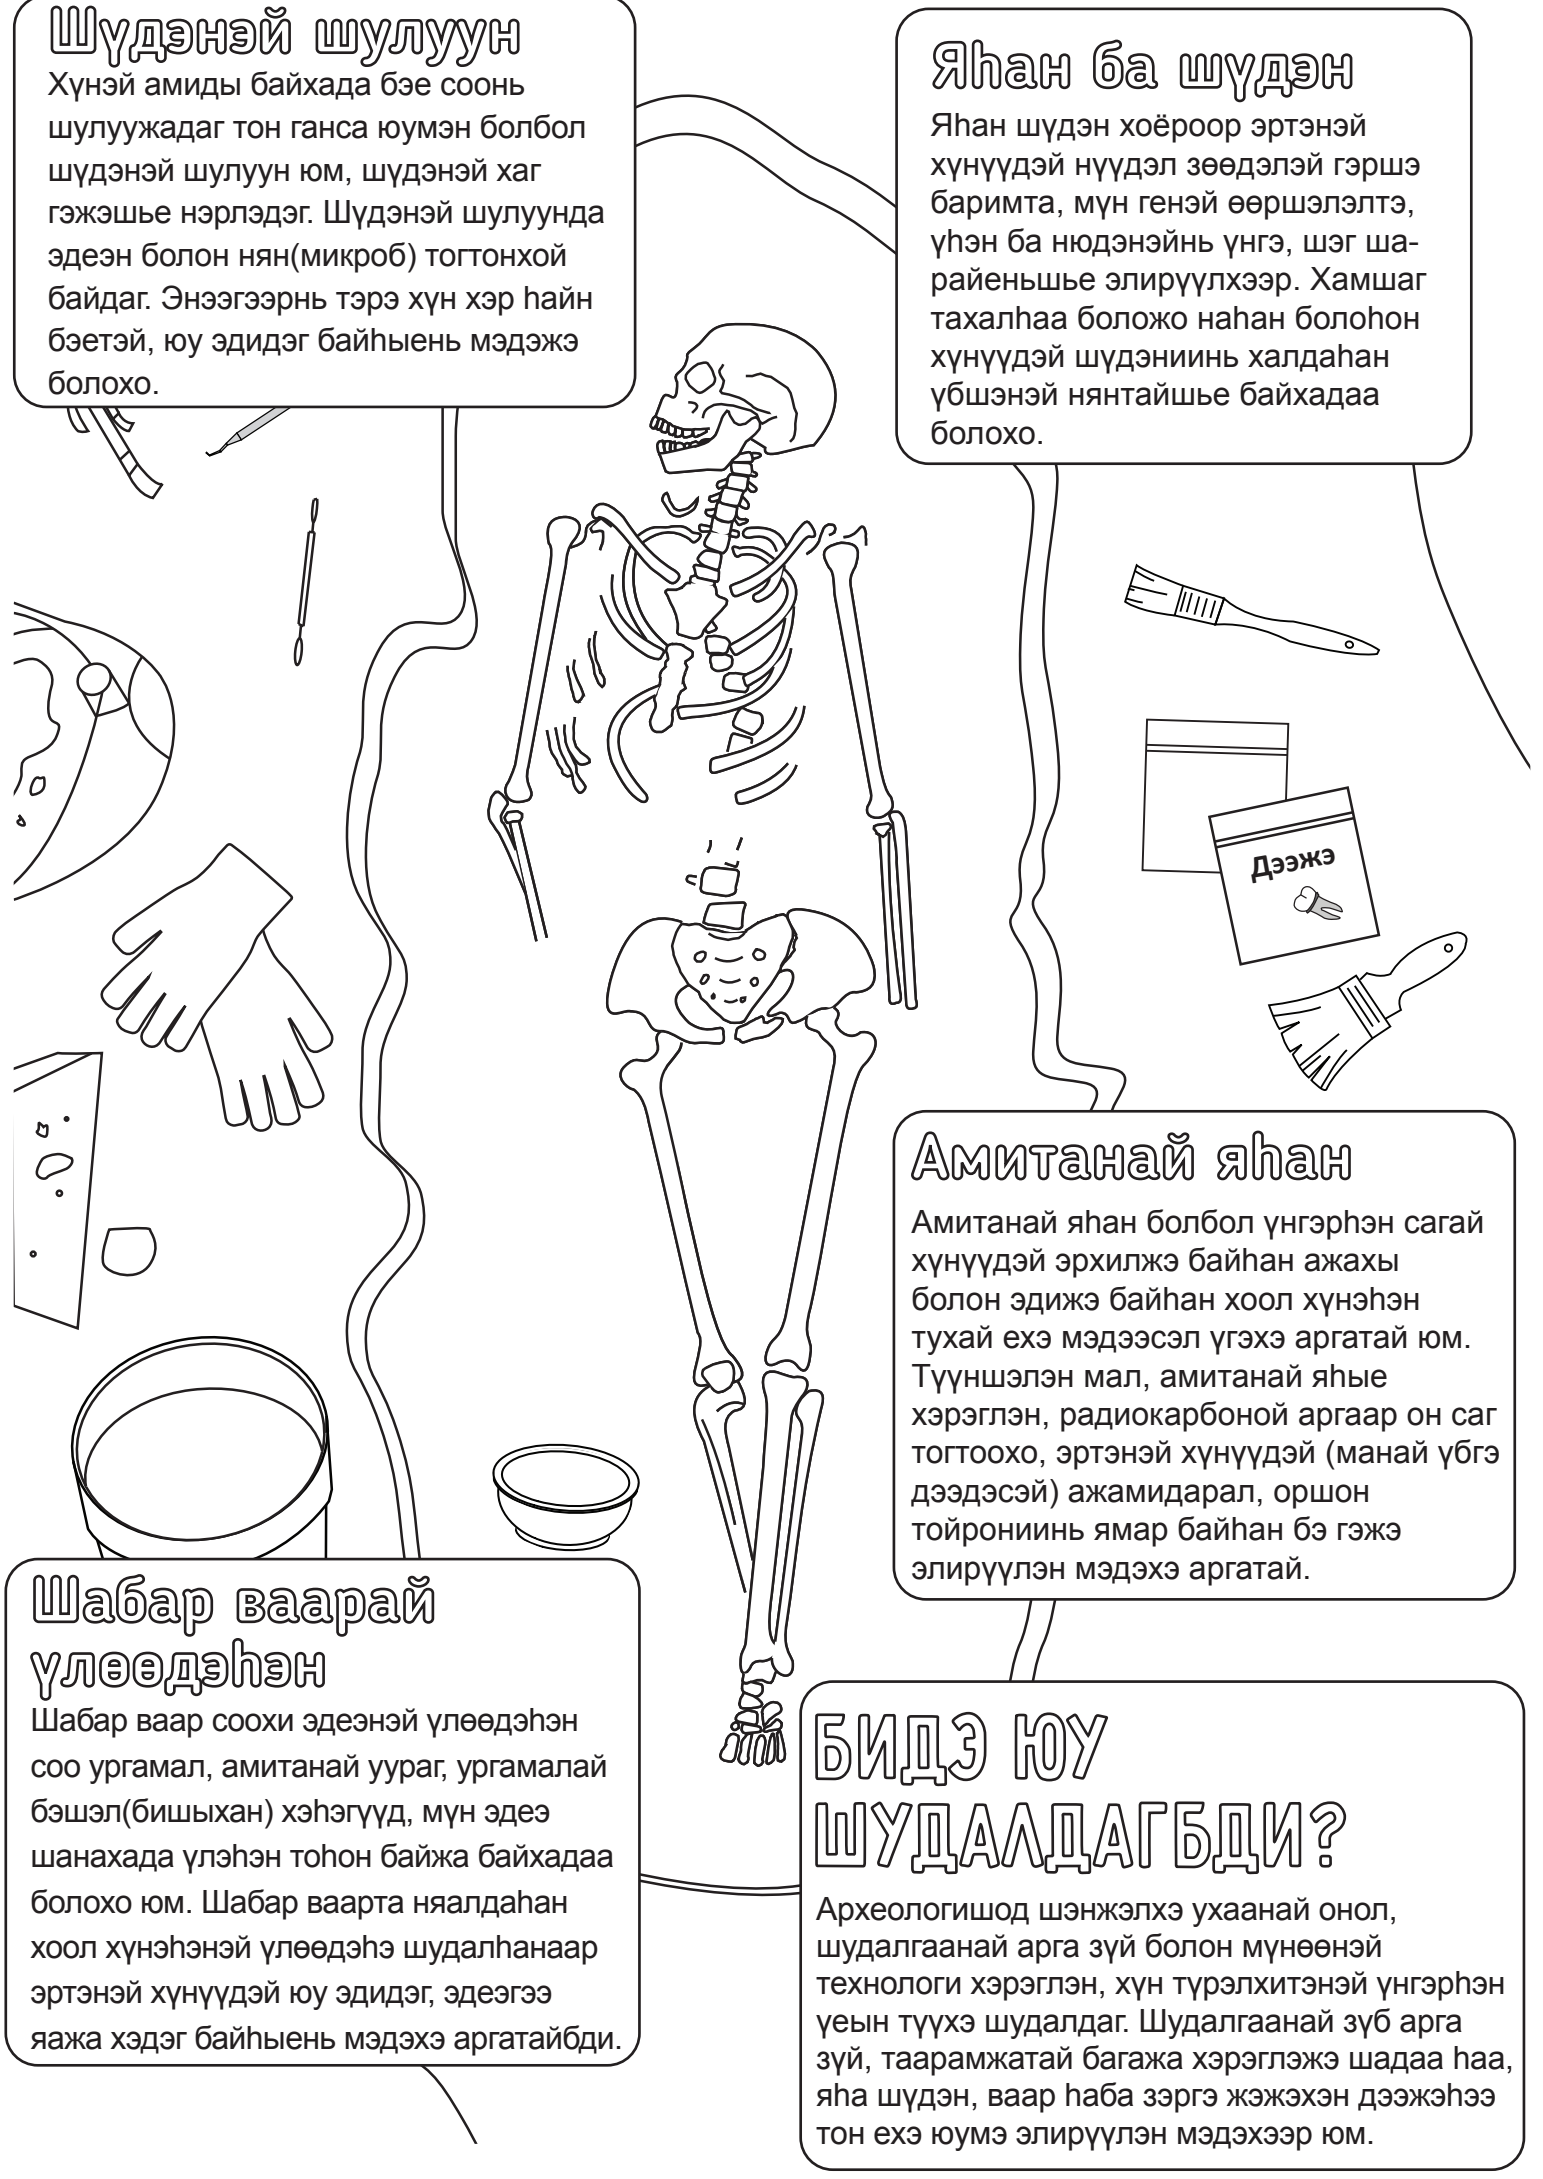 Шүдэнэй шулуун
Хүнэй амиды байхада бэе соонь
шулуужадаг тон ганса юумэн болбол
шүдэнэй шулуун юм, шүдэнэй хаг
гэжэшье нэрлэдэг. Шүдэнэй шулуунда
эдеэн болон нян(микроб) тогтонхой
байдаг. Энээгээрнь тэрэ хүн хэр һайн
бэетэй, юу эдидэг байһыень мэдэжэ
болохо.
Яһан ба шүдэн
Яһан шүдэн хоёроор эртэнэй
хүнүүдэй нүүдэл зөөдэлэй гэршэ
баримта, мүн генэй өөршэлэлтэ,
үһэн ба нюдэнэйнь үнгэ, шэг ша-
райеньшье элирүүлхээр. Хамшаг
тахалһаа боложо наһан болоһон
хүнүүдэй шүдэниинь халдаһан
үбшэнэй нянтайшье байхадаа
болохо.
Дээжэ
Амитанай яһан
Амитанай яһан болбол үнгэрһэн сагай
хүнүүдэй эрхилжэ байһан ажахы
болон эдижэ байһан хоол хүнэһэн
тухай ехэ мэдээсэл үгэхэ аргатай юм.
Түүншэлэн мал, амитанай яһые
хэрэглэн, радиокарбоной аргаар он саг
тогтоохо, эртэнэй хүнүүдэй (манай үбгэ
дээдэсэй) ажамидарал, оршон
тойрониинь ямар байһан бэ гэжэ
элирүүлэн мэдэхэ аргатай.
Шабар ваарай
үлөөдэһэн
Шабар ваар соохи эдеэнэй үлөөдэһэн
соо ургамал, амитанай уураг, ургамалай
бэшэл(бишыхан) хэһэгүүд, мүн эдеэ
шанахада үлэһэн тоһон байжа байхадаа
болохо юм. Шабар ваарта няалдаһан
хоол хүнэһэнэй үлөөдэһэ шудалһанаар
эртэнэй хүнүүдэй юу эдидэг, эдеэгээ
яажа хэдэг байһыень мэдэхэ аргатайбди.
БИДЭ ЮУ
ШУДАЛДАГБДИ?
Археологишод шэнжэлхэ ухаанай онол,
шудалгаанай арга зүй болон мүнөөнэй
технологи хэрэглэн, хүн түрэлхитэнэй үнгэрһэн
үеын түүхэ шудалдаг. Шудалгаанай зүб арга
зүй, таарамжатай багажа хэрэглэжэ шадаа һаа,
яһа шүдэн, ваар һаба зэргэ жэжэхэн дээжэһээ
тон ехэ юумэ элирүүлэн мэдэхээр юм.